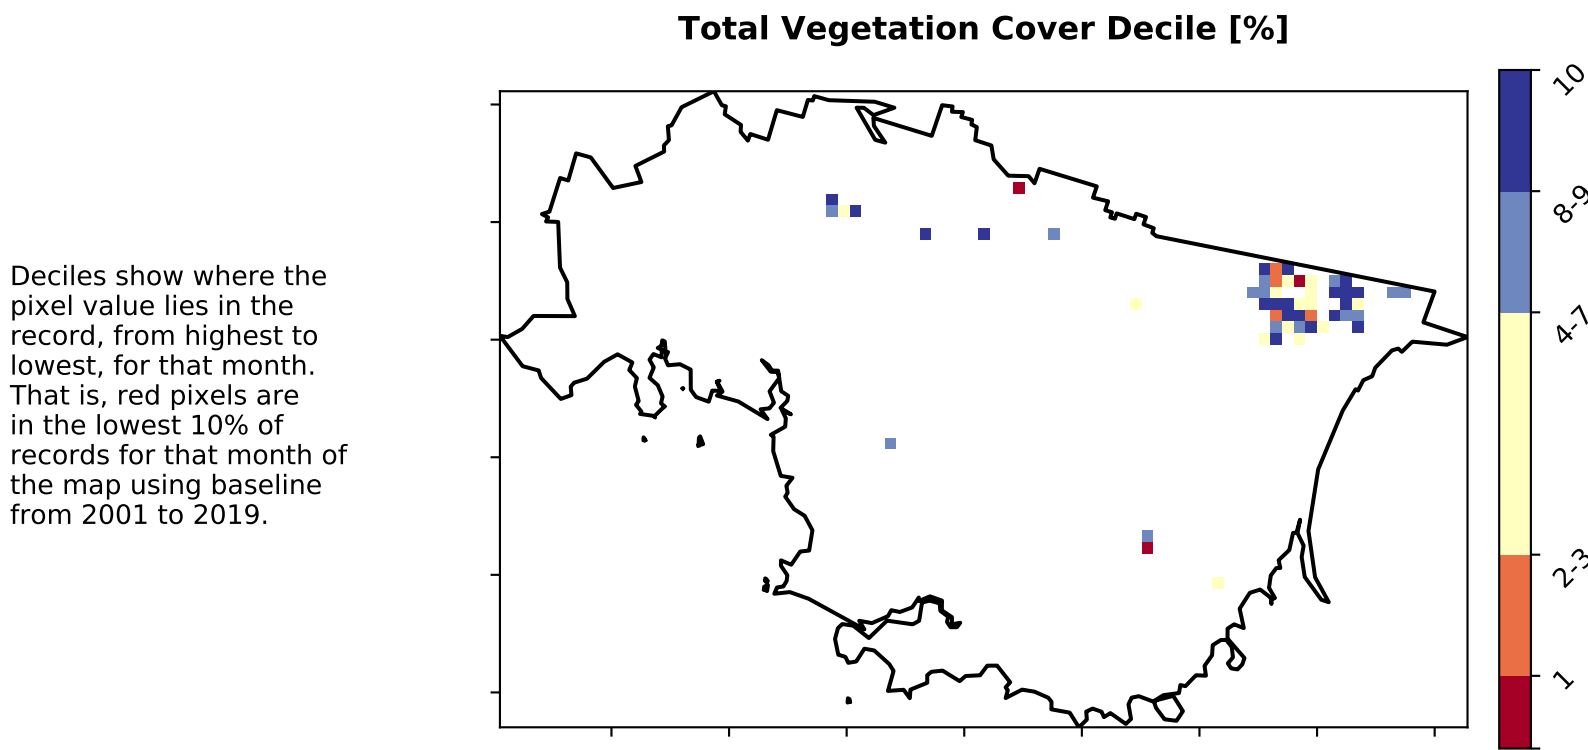 Total Vegetation Cover Decile [%]
Deciles show where the
pixel value lies in the
record, from highest to
lowest, for that month.
That is, red pixels are
in the lowest 10% of
records for that month of
the map using baseline
from 2001 to 2019.
10
8-9
4-7
2-3
1